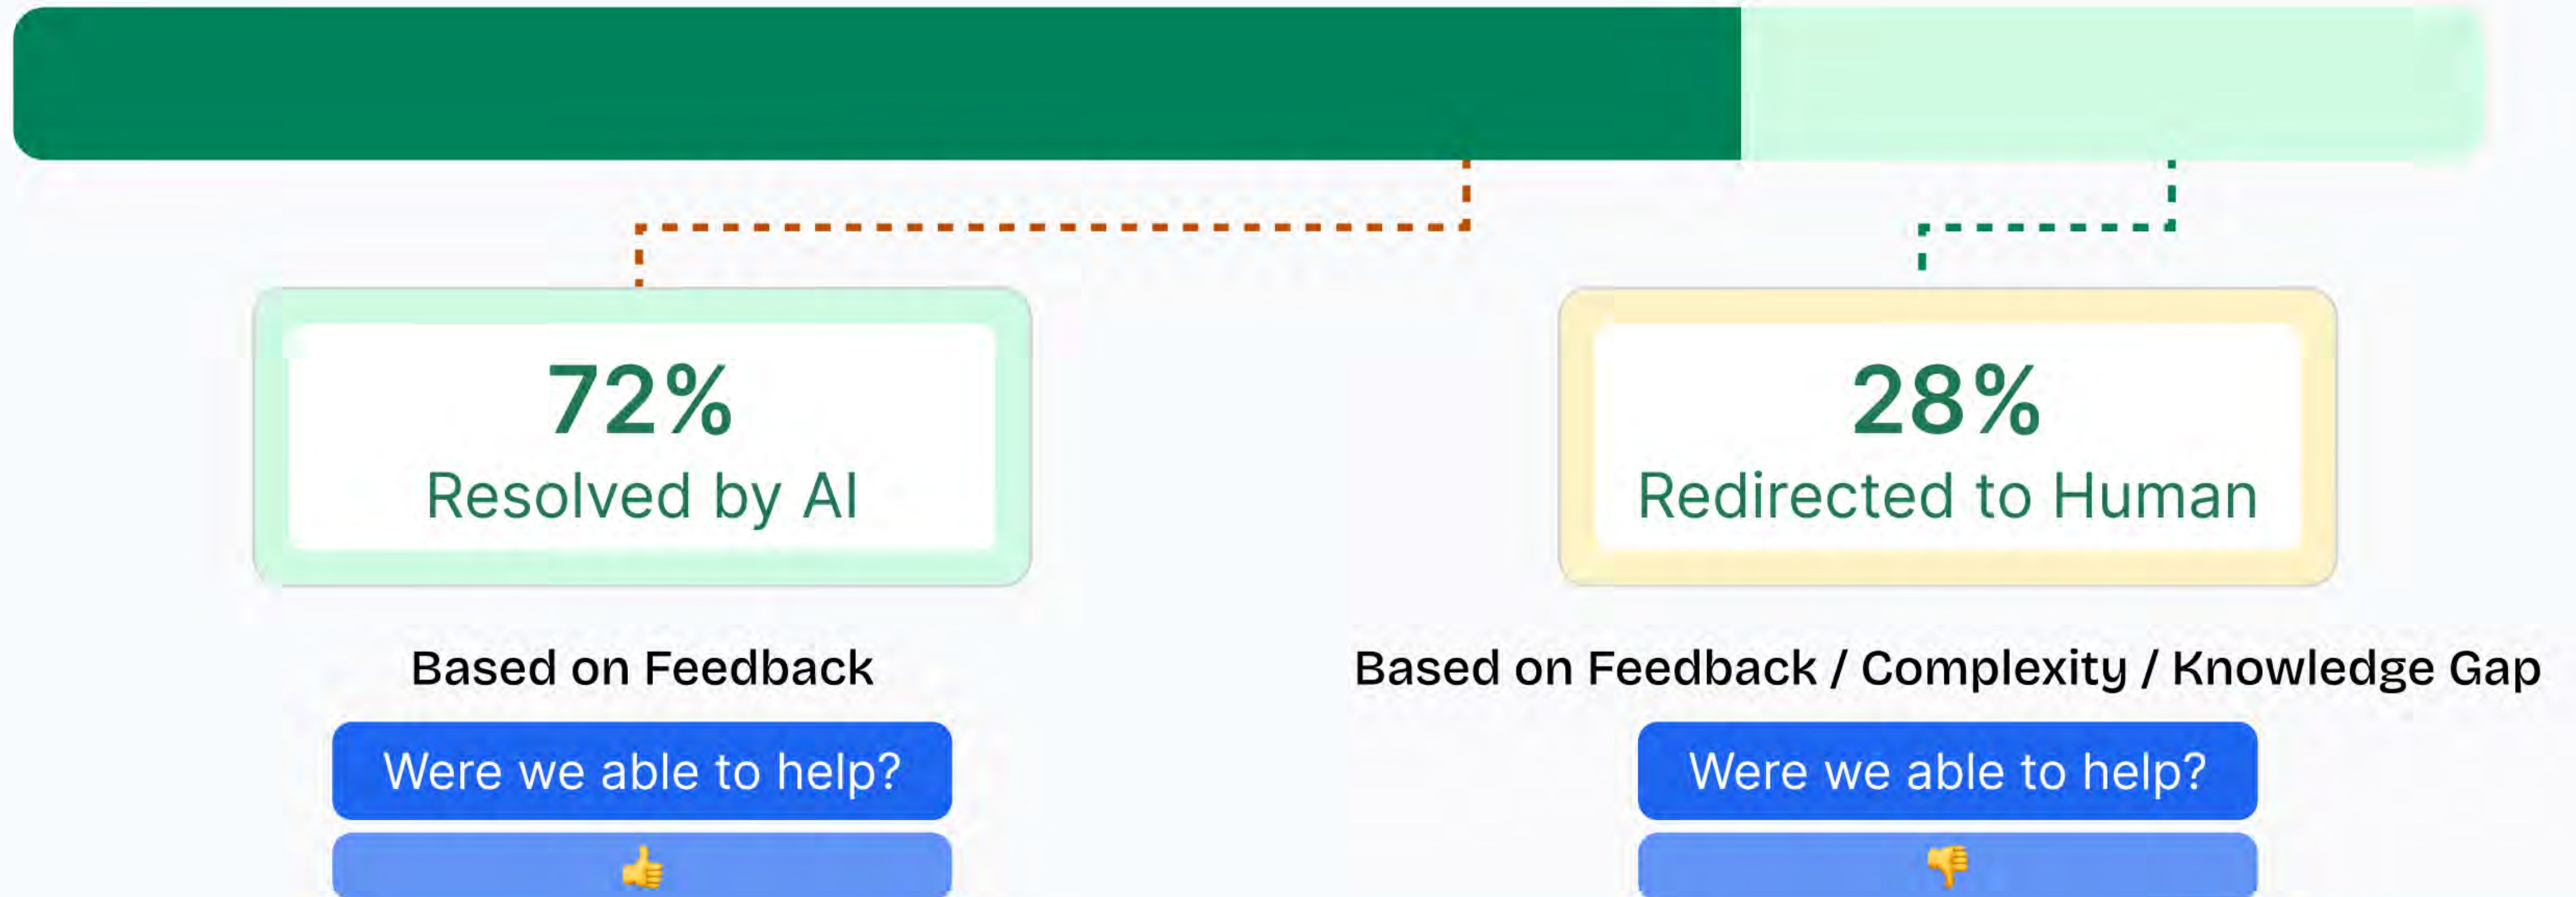 72%
Resolved by AI
Based on Feedback
Were we able to help?
👍
28%
Redirected to Human
Based on Feedback / Complexity / Knowledge Gap
Were we able to help?
👎